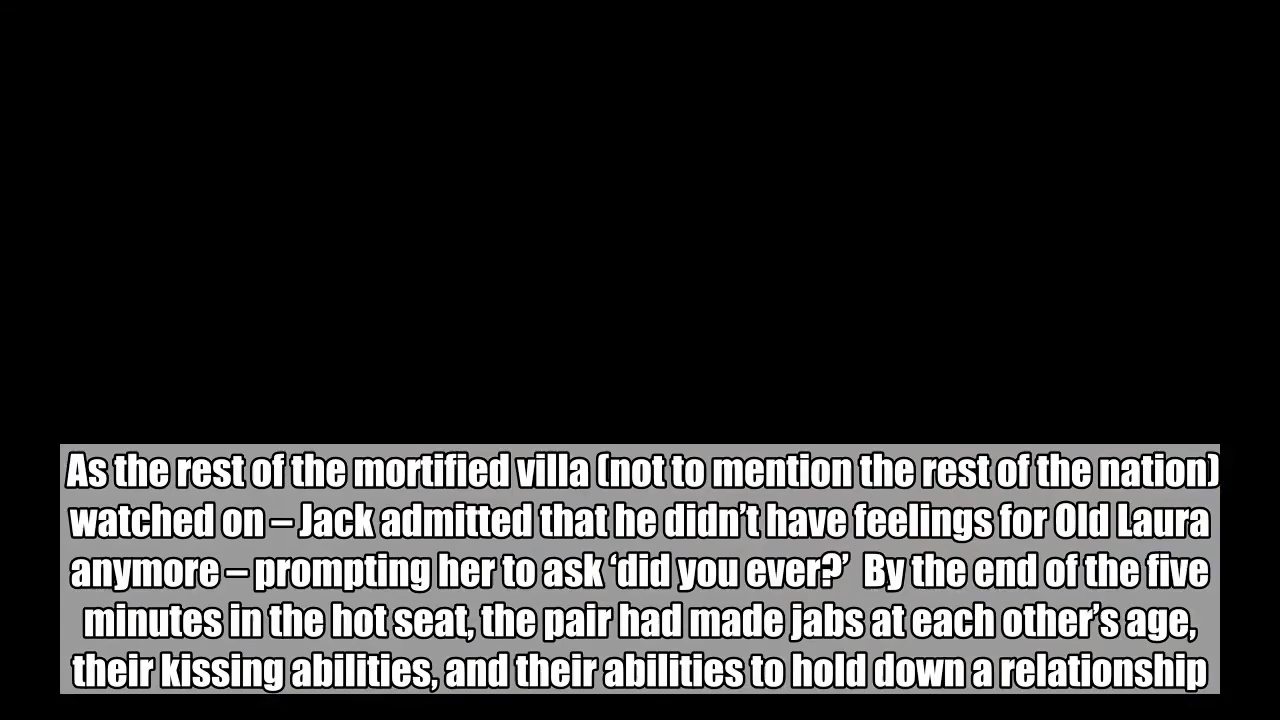 As the rest of the mortified villa (not to mention the rest of the nation)
watched on – Jack admitted that he didn’t have feelings for Old Laura
anymore – prompting her to ask ‘did you ever?’  By the end of the five
minutes in the hot seat, the pair had made jabs at each other’s age,
their kissing abilities, and their abilities to hold down a relationship